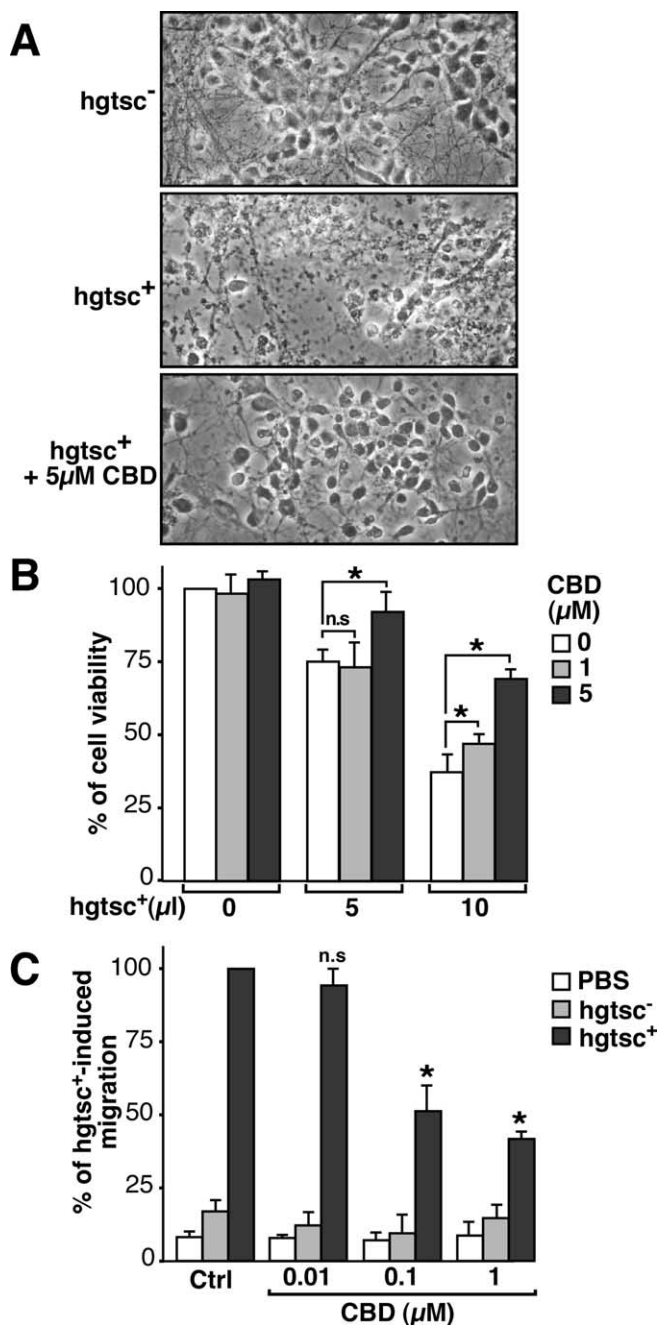 A
hgtsc⁻
hgtsc⁺
hgtsc⁺
+ 5µM CBD
B
% of cell viability
100
75
50
25
0
*
n.s
*
*
CBD
(µM)
0
1
5
hgtsc⁺(µl)
0
5
10
C
% of hgtsc⁺-induced
migration
100
75
50
25
0
n.s
*
*
PBS
hgtsc⁻
hgtsc⁺
Ctrl
0.01
0.1
1
CBD (µM)